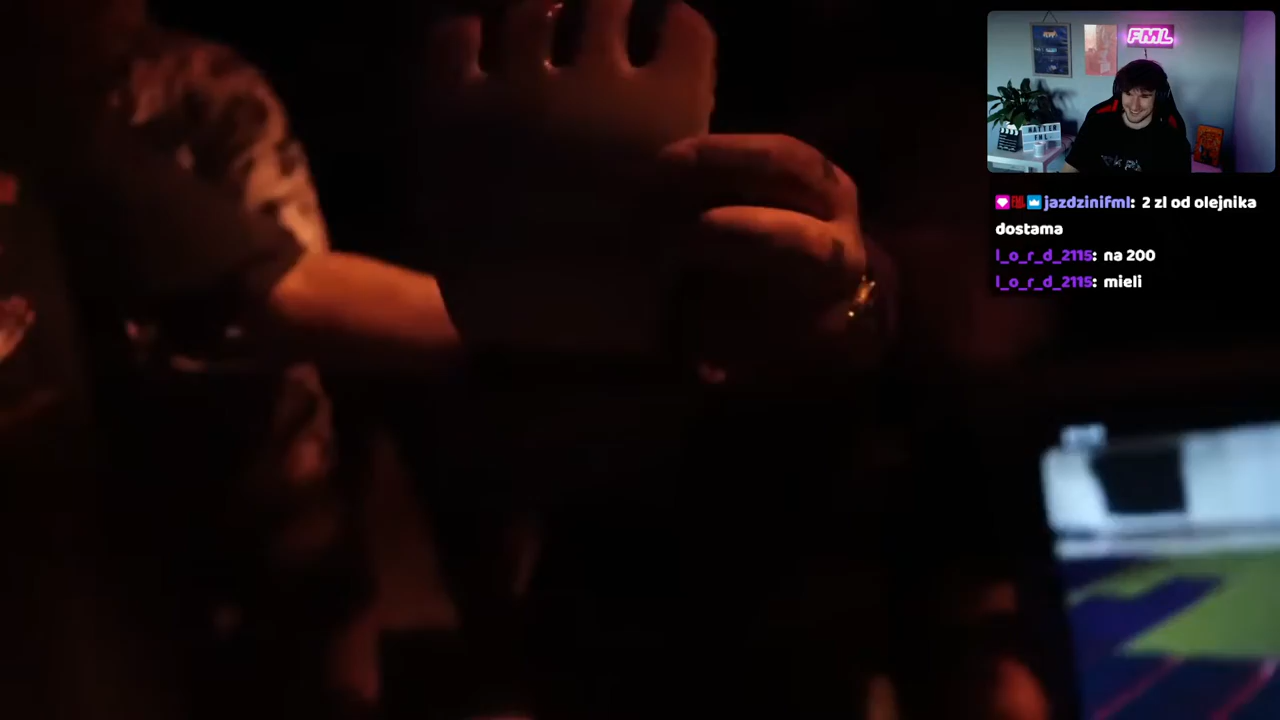 FML
jazdzinifml: 2 zl od olejnika
dostama
l_o_r_d_2115: na 200
l_o_r_d_2115: mieli